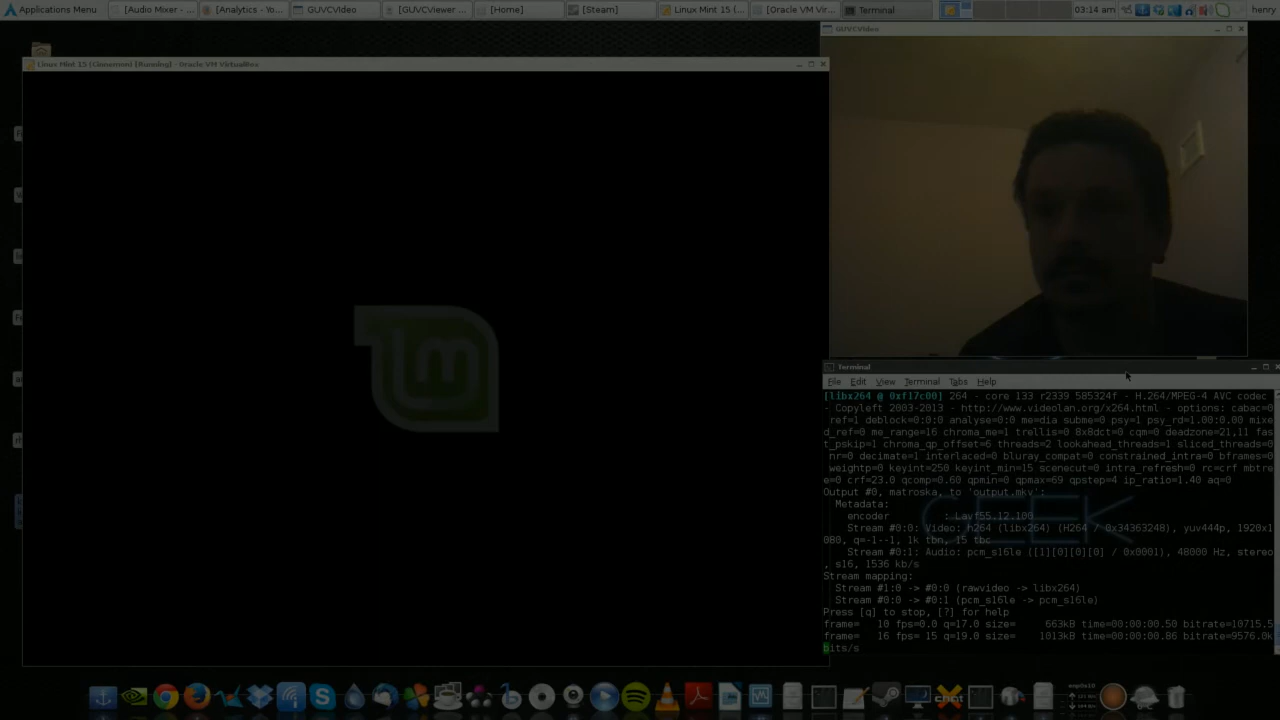 Applications Menu
[Audio Mixer - ...
[Analytics - Yo...
GUVCVideo
[GUVCViewer ...
[Home]
[Steam]
Linux Mint 15 (...
[Oracle VM Vir...
Terminal
03:14 am
henry
GUVCVideo
Linux Mint 15 (Cinnamon) [Running] - Oracle VM VirtualBox
Terminal
File Edit View Terminal Tabs Help
[libx264 @ 0xf17c00] 264 - core 133 r2339 585324f - H.264/MPEG-4 AVC codec
- Copyleft 2003-2013 - http://www.videolan.org/x264.html - options: cabac=0
ref=1 deblock=0:0:0 analyse=0:0 me=dia subme=0 psy=1 psy_rd=1.00:0.00 mixe
d_ref=0 me_range=16 chroma_me=1 trellis=0 8x8dct=0 cqm=0 deadzone=21,11 fas
t_pskip=1 chroma_qp_offset=6 threads=2 lookahead_threads=1 sliced_threads=0
nr=0 decimate=1 interlaced=0 bluray_compat=0 constrained_intra=0 bframes=0
weightp=0 keyint=250 keyint_min=15 scenecut=0 intra_refresh=0 rc=crf mbtre
e=0 crf=23.0 qcomp=0.60 qpmin=0 qpmax=69 qpstep=4 ip_ratio=1.40 aq=0
Output #0, matroska, to 'output.mkv':
Metadata:
encoder : Lavf55.12.100
Stream #0:0: Video: h264 (libx264) (H264 / 0x34363248), yuv444p, 1920x1
080, q=-1--1, 1k tbn, 15 tbc
Stream #0:1: Audio: pcm_s16le ([1][0][0][0] / 0x0001), 48000 Hz, stereo
, s16, 1536 kb/s
Stream mapping:
Stream #1:0 -> #0:0 (rawvideo -> libx264)
Stream #0:0 -> #0:1 (pcm_s16le -> pcm_s16le)
Press [q] to stop, [?] for help
frame= 10 fps=0.0 q=17.0 size= 663kB time=00:00:00.50 bitrate=10715.5
frame= 16 fps= 15 q=19.0 size= 1013kB time=00:00:00.86 bitrate=9576.0k
bits/s
GEEK